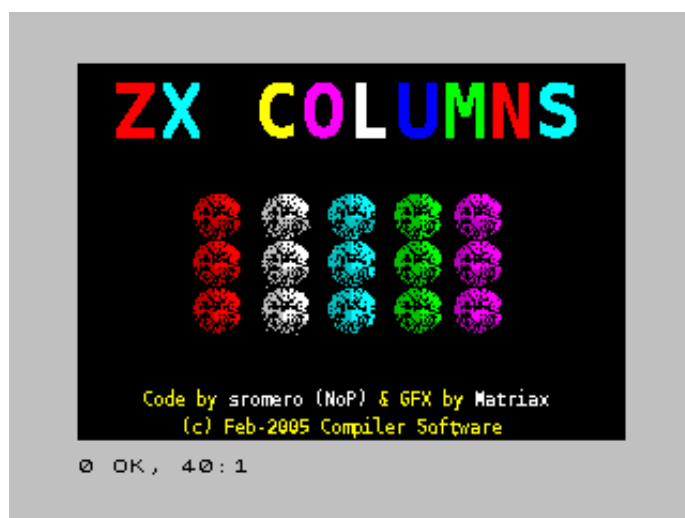 ZX COLUMNS
Code by sromero (NoP) & GFX by Matriax
(c) Feb-2005 Compiler Software
0 OK, 40:1